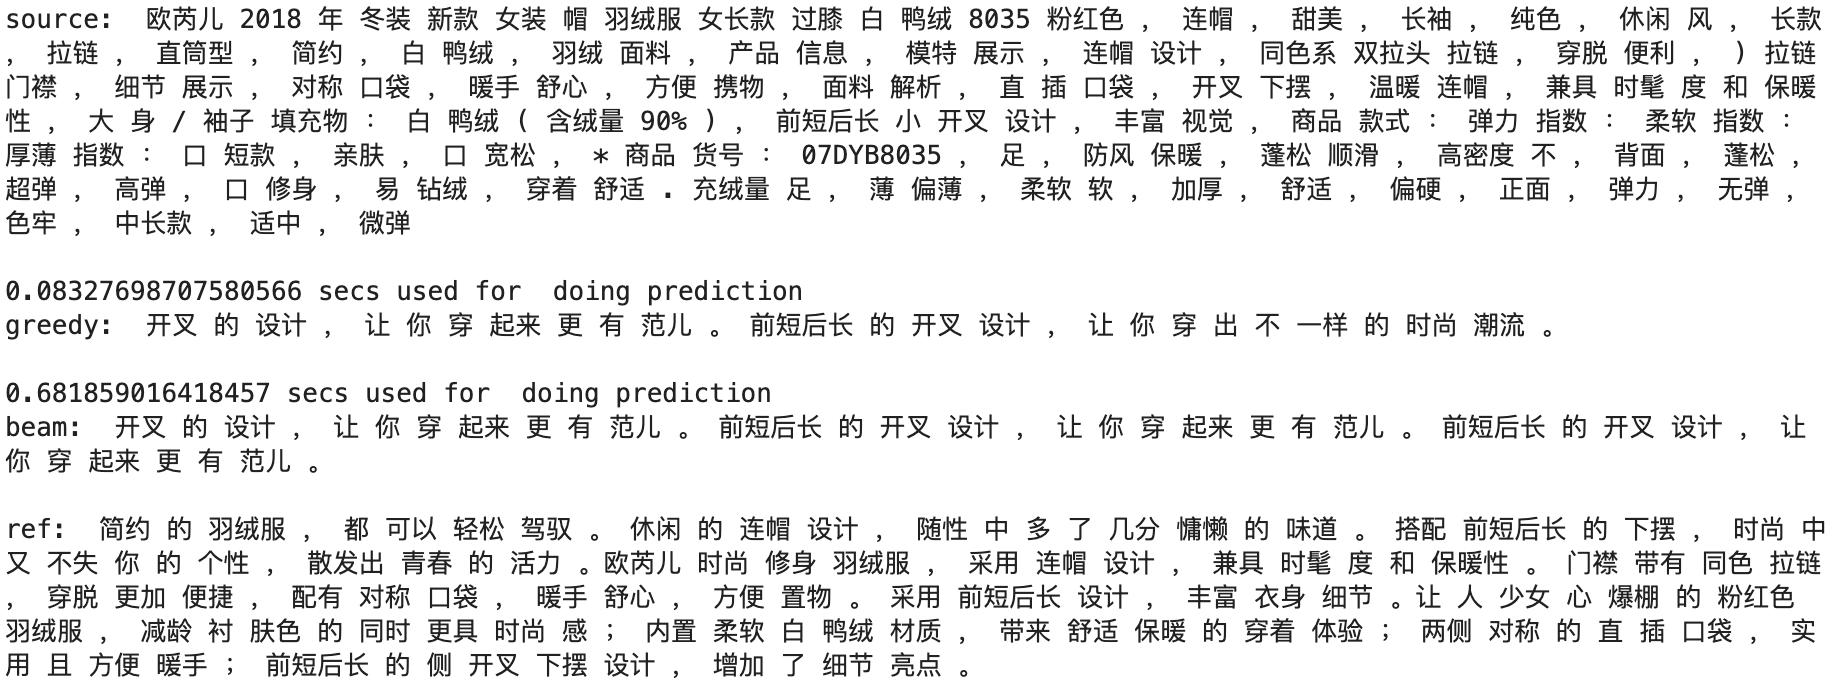 source:  欧芮儿 2018 年 冬装 新款 女装 帽 羽绒服 女长款 过膝 白 鸭绒 8035 粉红色 ， 连帽 ， 甜美 ， 长袖 ， 纯色 ， 休闲 风 ， 长款
， 拉链 ， 直筒型 ， 简约 ， 白 鸭绒 ， 羽绒 面料 ， 产品 信息 ， 模特 展示 ， 连帽 设计 ， 同色系 双拉头 拉链 ， 穿脱 便利 ， ) 拉链
门襟 ， 细节 展示 ， 对称 口袋 ， 暖手 舒心 ， 方便 携物 ， 面料 解析 ， 直 插 口袋 ， 开叉 下摆 ， 温暖 连帽 ， 兼具 时髦 度 和 保暖
性 ， 大 身 / 袖子 填充物 ： 白 鸭绒 ( 含绒量 90% ) ， 前短后长 小 开叉 设计 ， 丰富 视觉 ， 商品 款式 ： 弹力 指数 ： 柔软 指数 ：
厚薄 指数 ： 口 短款 ， 亲肤 ， 口 宽松 ， * 商品 货号 ： 07DYB8035 ， 足 ， 防风 保暖 ， 蓬松 顺滑 ， 高密度 不 ， 背面 ， 蓬松 ，
超弹 ， 高弹 ， 口 修身 ， 易 钻绒 ， 穿着 舒适 . 充绒量 足 ， 薄 偏薄 ， 柔软 软 ， 加厚 ， 舒适 ， 偏硬 ， 正面 ， 弹力 ， 无弹 ，
色牢 ， 中长款 ， 适中 ， 微弹
0.08327698707580566 secs used for  doing prediction
greedy:  开叉 的 设计 ， 让 你 穿 起来 更 有 范儿 。 前短后长 的 开叉 设计 ， 让 你 穿 出 不 一样 的 时尚 潮流 。
0.681859016418457 secs used for  doing prediction
beam:  开叉 的 设计 ， 让 你 穿 起来 更 有 范儿 。 前短后长 的 开叉 设计 ， 让 你 穿 起来 更 有 范儿 。 前短后长 的 开叉 设计 ， 让
你 穿 起来 更 有 范儿 。
ref:  简约 的 羽绒服 ， 都 可以 轻松 驾驭 。 休闲 的 连帽 设计 ， 随性 中 多 了 几分 慵懒 的 味道 。 搭配 前短后长 的 下摆 ， 时尚 中
又 不失 你 的 个性 ， 散发出 青春 的 活力 。欧芮儿 时尚 修身 羽绒服 ， 采用 连帽 设计 ， 兼具 时髦 度 和 保暖性 。 门襟 带有 同色 拉链
， 穿脱 更加 便捷 ， 配有 对称 口袋 ， 暖手 舒心 ， 方便 置物 。 采用 前短后长 设计 ， 丰富 衣身 细节 。让 人 少女 心 爆棚 的 粉红色
羽绒服 ， 减龄 衬 肤色 的 同时 更具 时尚 感 ； 内置 柔软 白 鸭绒 材质 ， 带来 舒适 保暖 的 穿着 体验 ； 两侧 对称 的 直 插 口袋 ， 实
用 且 方便 暖手 ； 前短后长 的 侧 开叉 下摆 设计 ， 增加 了 细节 亮点 。